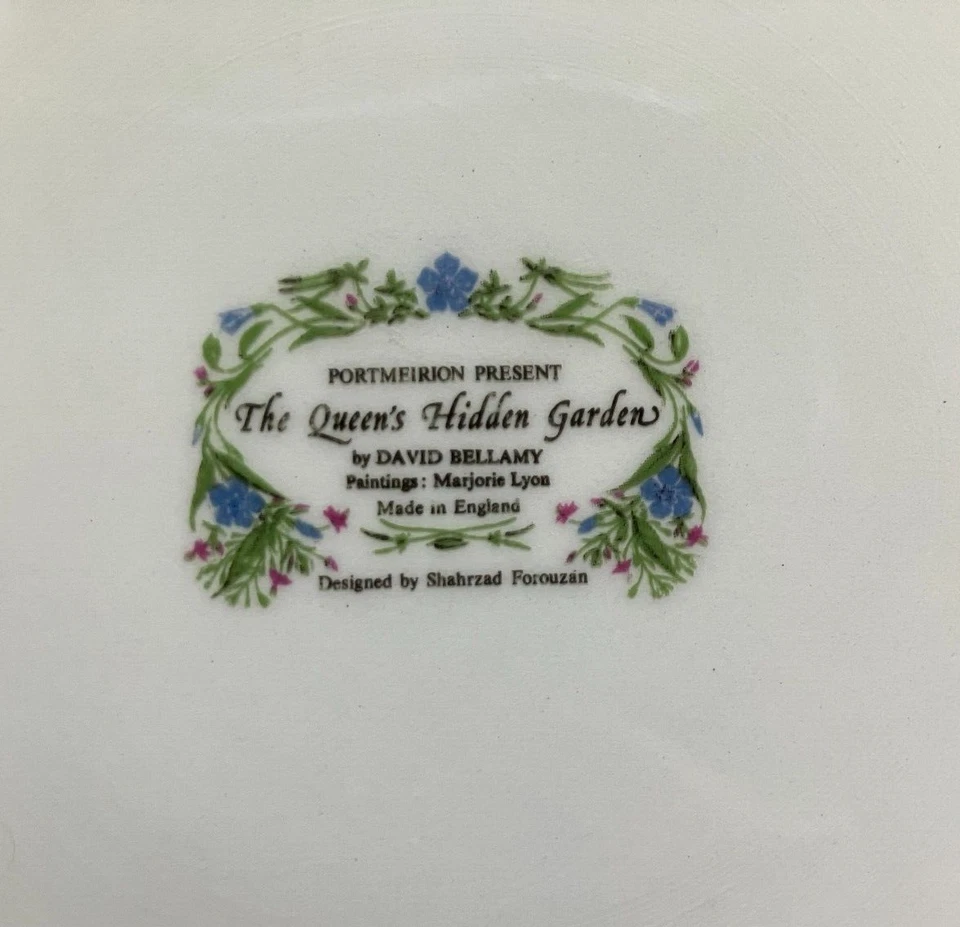 PORTMEIRION PRESENT
The Queen's Hidden Garden
by DAVID BELLAMY
Paintings: Marjorie Lyon
Made in England
Designed by Shahrzad Forouzan